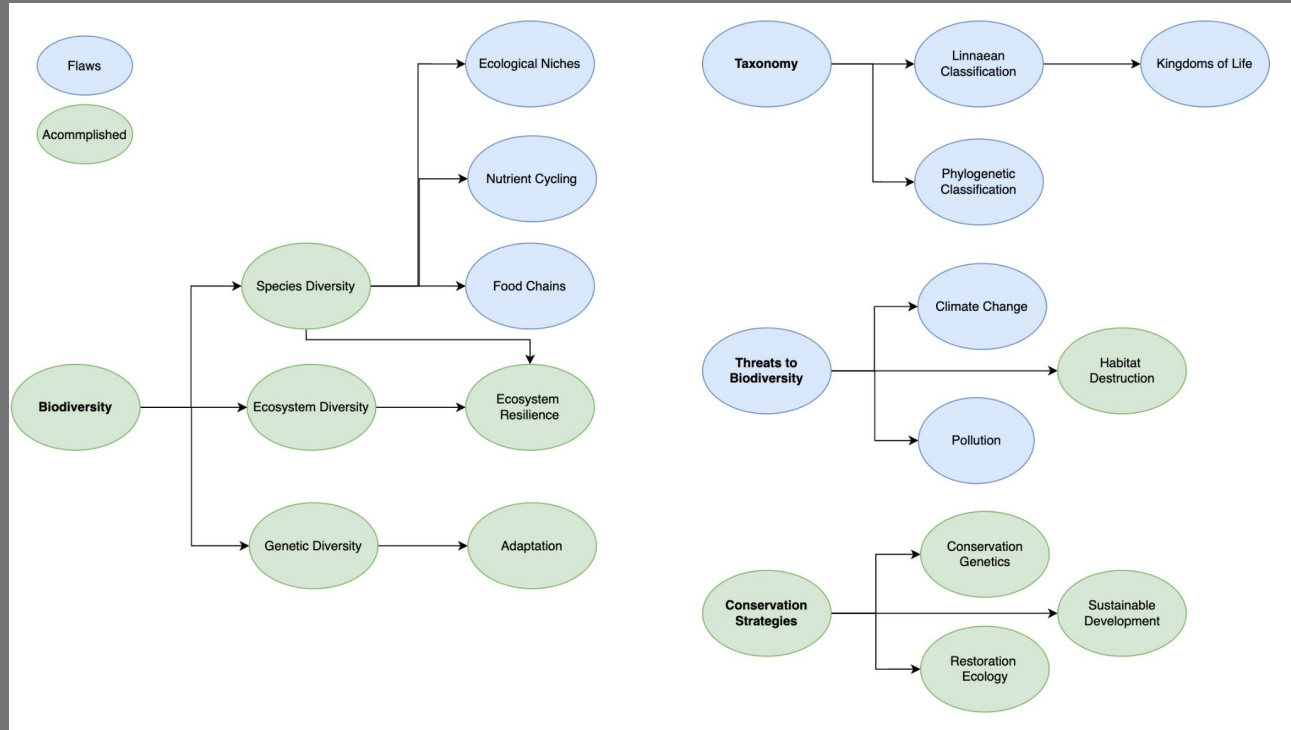 Flaws
Acommplished
Ecological Niches
Nutrient Cycling
Species Diversity
Food Chains
Biodiversity
Ecosystem Diversity
Ecosystem
Resilience
Genetic Diversity
Adaptation
Taxonomy
Linnaean
Classification
Kingdoms of Life
Phylogenetic
Classification
Climate Change
Threats to
Biodiversity
Habitat
Destruction
Pollution
Conservation
Genetics
Conservation
Strategies
Sustainable
Development
Restoration
Ecology